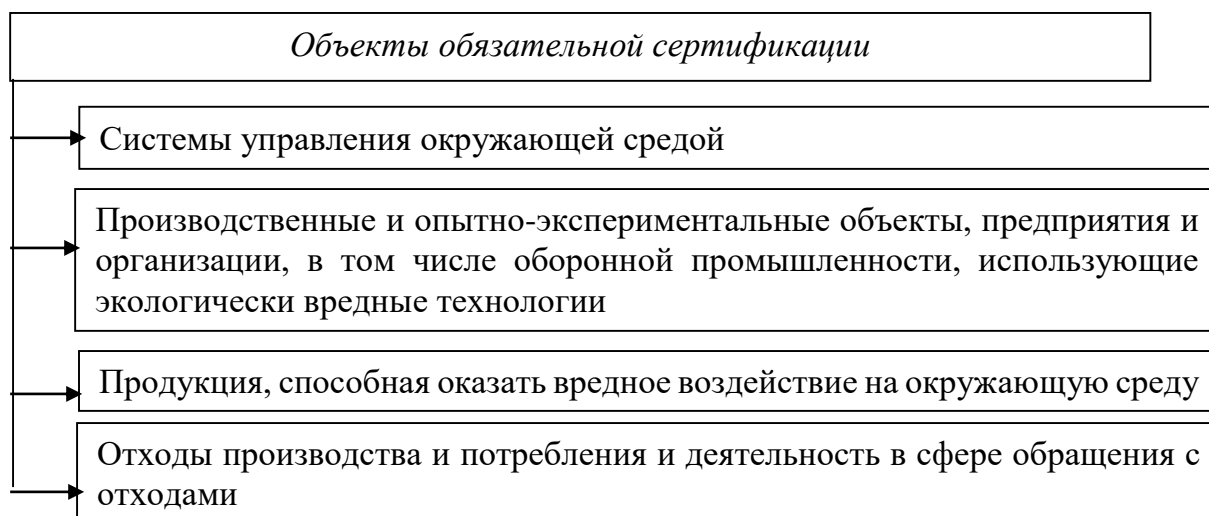 Объекты обязательной сертификации
Системы управления окружающей средой
Производственные и опытно-экспериментальные объекты, предприятия и
организации, в том числе оборонной промышленности, использующие
экологически вредные технологии
Продукция, способная оказать вредное воздействие на окружающую среду
Отходы производства и потребления и деятельность в сфере обращения с
отходами